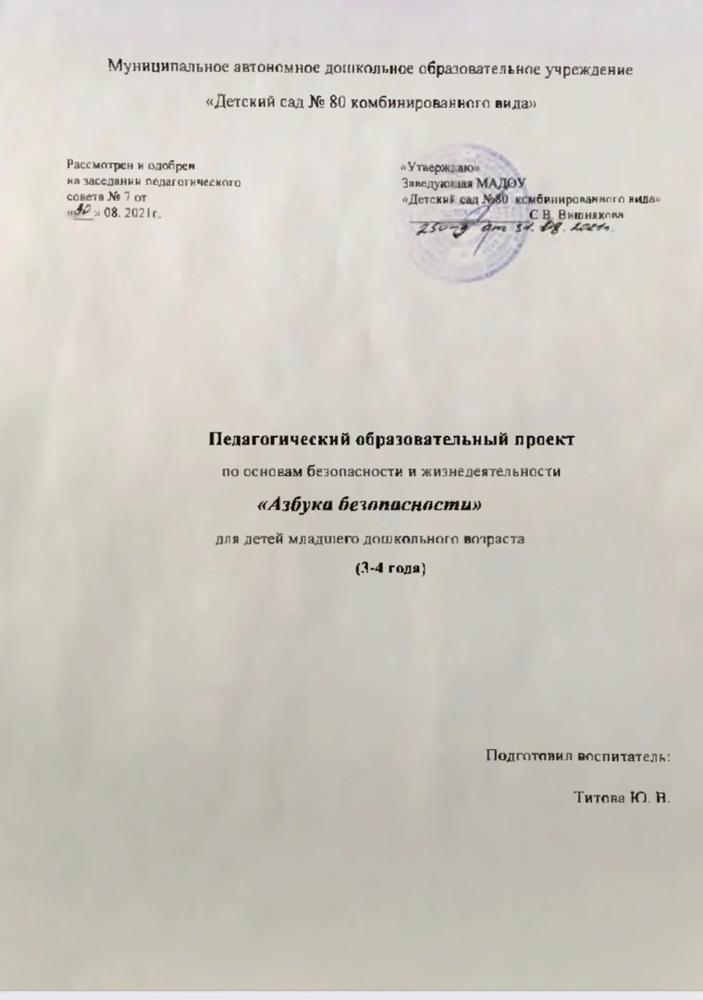 Муниципальное автономное дошкольное образовательное учреждение
«Детский сад № 80 комбинированного вида»
Рассмотрен и одобрен
на заседании педагогического
совета № 7 от
«30» 08. 2021г.
«Утверждаю»
Заведующая МАДОУ
«Детский сад №80 комбинированного вида»
С.В. Вишнякова
250-д от 31. 08. 2021г.
Педагогический образовательный проект
по основам безопасности и жизнедеятельности
«Азбука безопасности»
для детей младшего дошкольного возраста
(3-4 года)
Подготовил воспитатель:
Титова Ю. В.